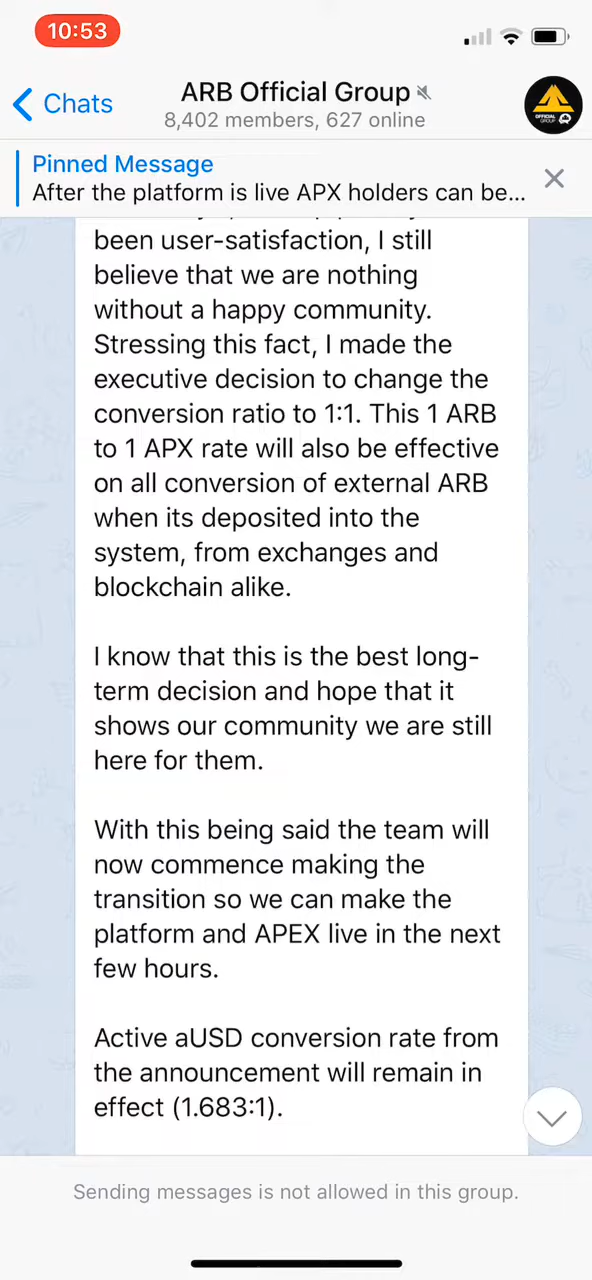 10:53
Chats
ARB Official Group
8,402 members, 627 online
OFFICIAL
GROUP
Pinned Message
After the platform is live APX holders can be...
been user-satisfaction, I still
believe that we are nothing
without a happy community.
Stressing this fact, I made the
executive decision to change the
conversion ratio to 1:1. This 1 ARB
to 1 APX rate will also be effective
on all conversion of external ARB
when its deposited into the
system, from exchanges and
blockchain alike.
I know that this is the best long-
term decision and hope that it
shows our community we are still
here for them.
With this being said the team will
now commence making the
transition so we can make the
platform and APEX live in the next
few hours.
Active aUSD conversion rate from
the announcement will remain in
effect (1.683:1).
Sending messages is not allowed in this group.